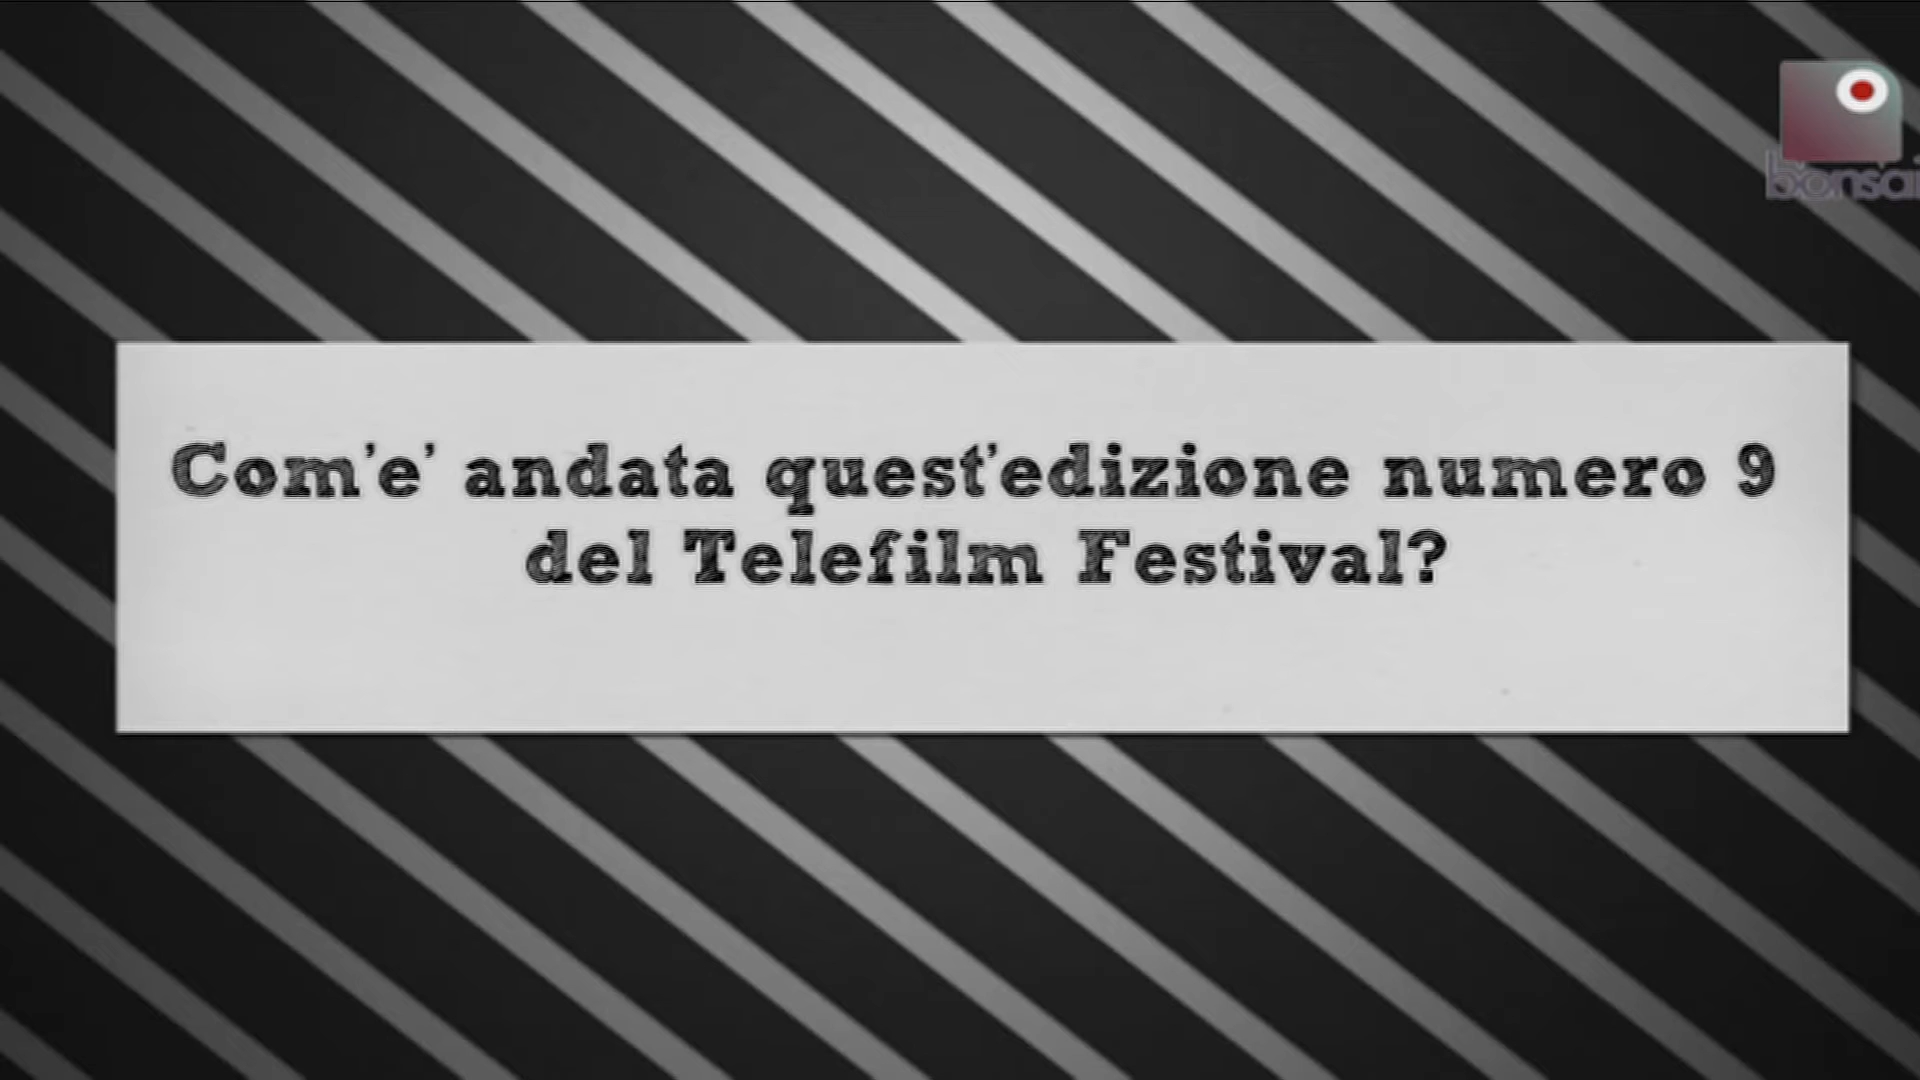 bonsai
Com'e' andata quest'edizione numero 9
del Telefilm Festival?